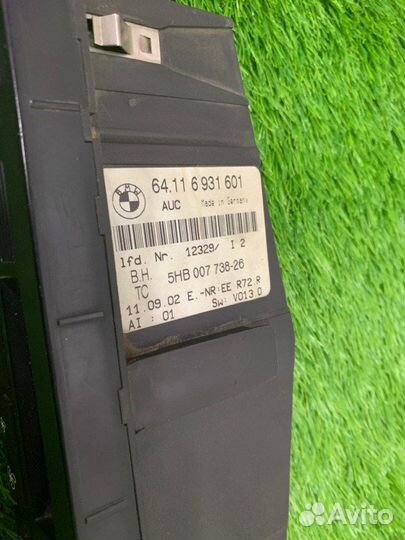 BMW
64.11 6 931 601
AUC Made in Germany
lfd. Nr. 12329/ I 2
B.H. 5HB 007 738-26
TC
11.09.02 E.-NR:EE R72.R
AI : 01 SW: V013.0
Avito